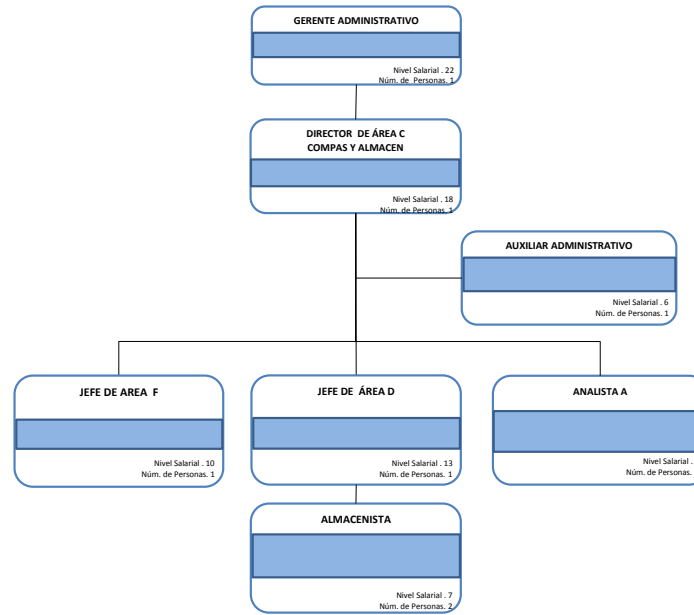 GERENTE ADMINISTRATIVO
Nivel Salarial . 22
Núm. de Personas. 1
DIRECTOR DE ÁREA C
COMPAS Y ALMACEN
Nivel Salarial . 18
Núm. de Personas. 1
AUXILIAR ADMINISTRATIVO
Nivel Salarial . 6
Núm. de Personas. 1
JEFE DE AREA F
Nivel Salarial . 10
Núm. de Personas. 1
JEFE DE ÁREA D
Nivel Salarial . 13
Núm. de Personas. 1
ANALISTA A
Nivel Salarial .
Núm. de Personas.
ALMACENISTA
Nivel Salarial . 7
Núm. de Personas. 2